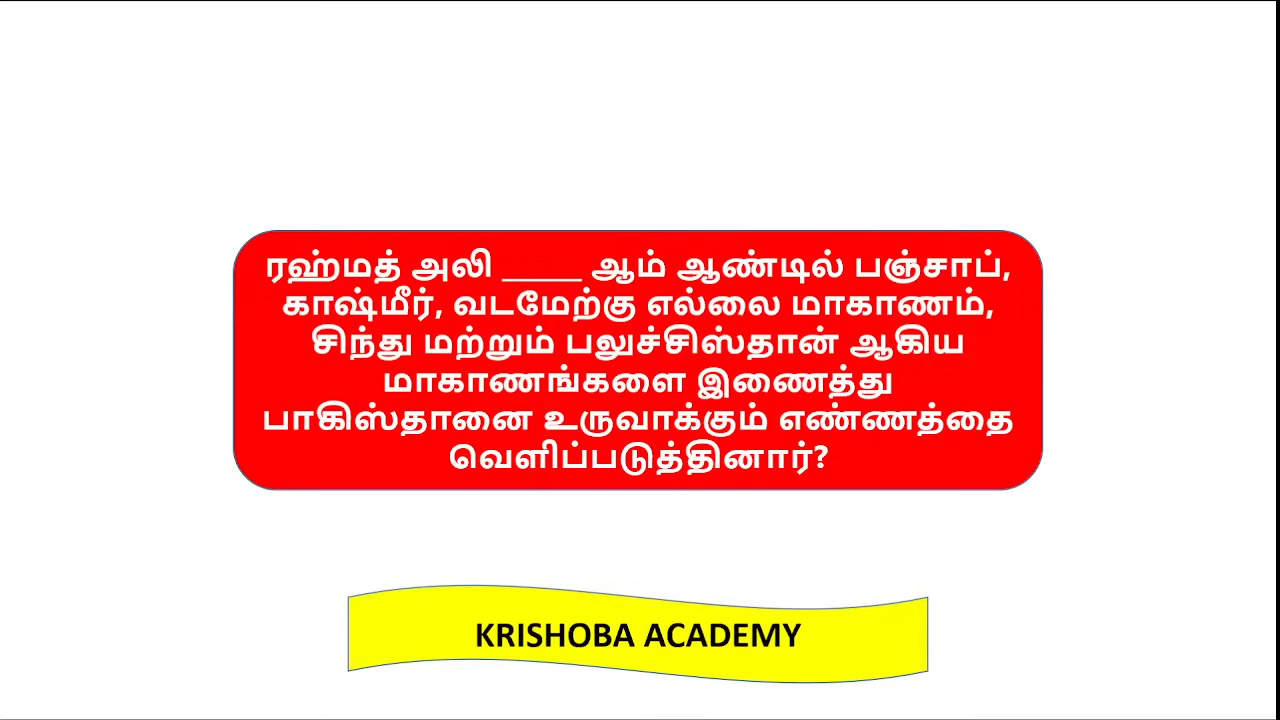 ரஹ்மத் அலி _____ ஆம் ஆண்டில் பஞ்சாப்,
காஷ்மீர், வடமேற்கு எல்லை மாகாணம்,
சிந்து மற்றும் பலுச்சிஸ்தான் ஆகிய
மாகாணங்களை இணைத்து
பாகிஸ்தானை உருவாக்கும் எண்ணத்தை
வெளிப்படுத்தினார்?
KRISHOBA ACADEMY